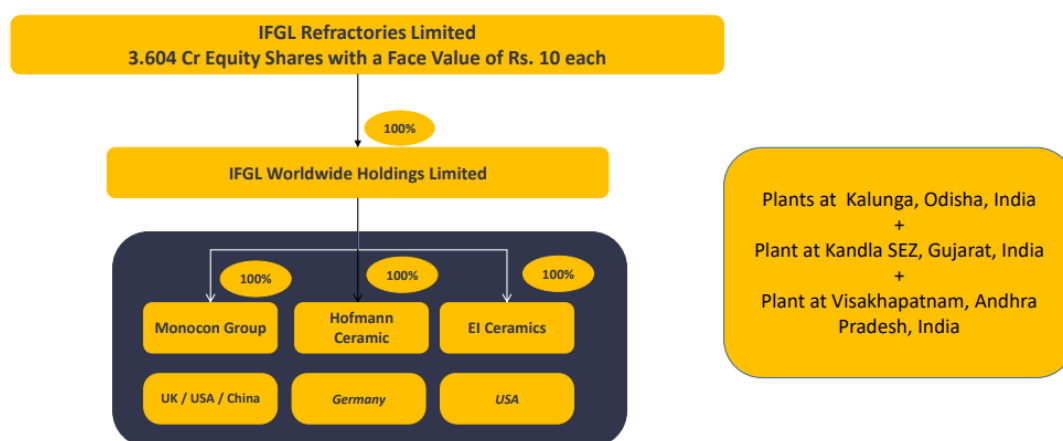 IFGL Refractories Limited
3.604 Cr Equity Shares with a Face Value of Rs. 10 each
100%
IFGL Worldwide Holdings Limited
100%
100%
100%
Monocon Group
Hofmann
Ceramic
EI Ceramics
UK / USA / China
Germany
USA
Plants at Kalunga, Odisha, India
+
Plant at Kandla SEZ, Gujarat, India
+
Plant at Visakhapatnam, Andhra
Pradesh, India